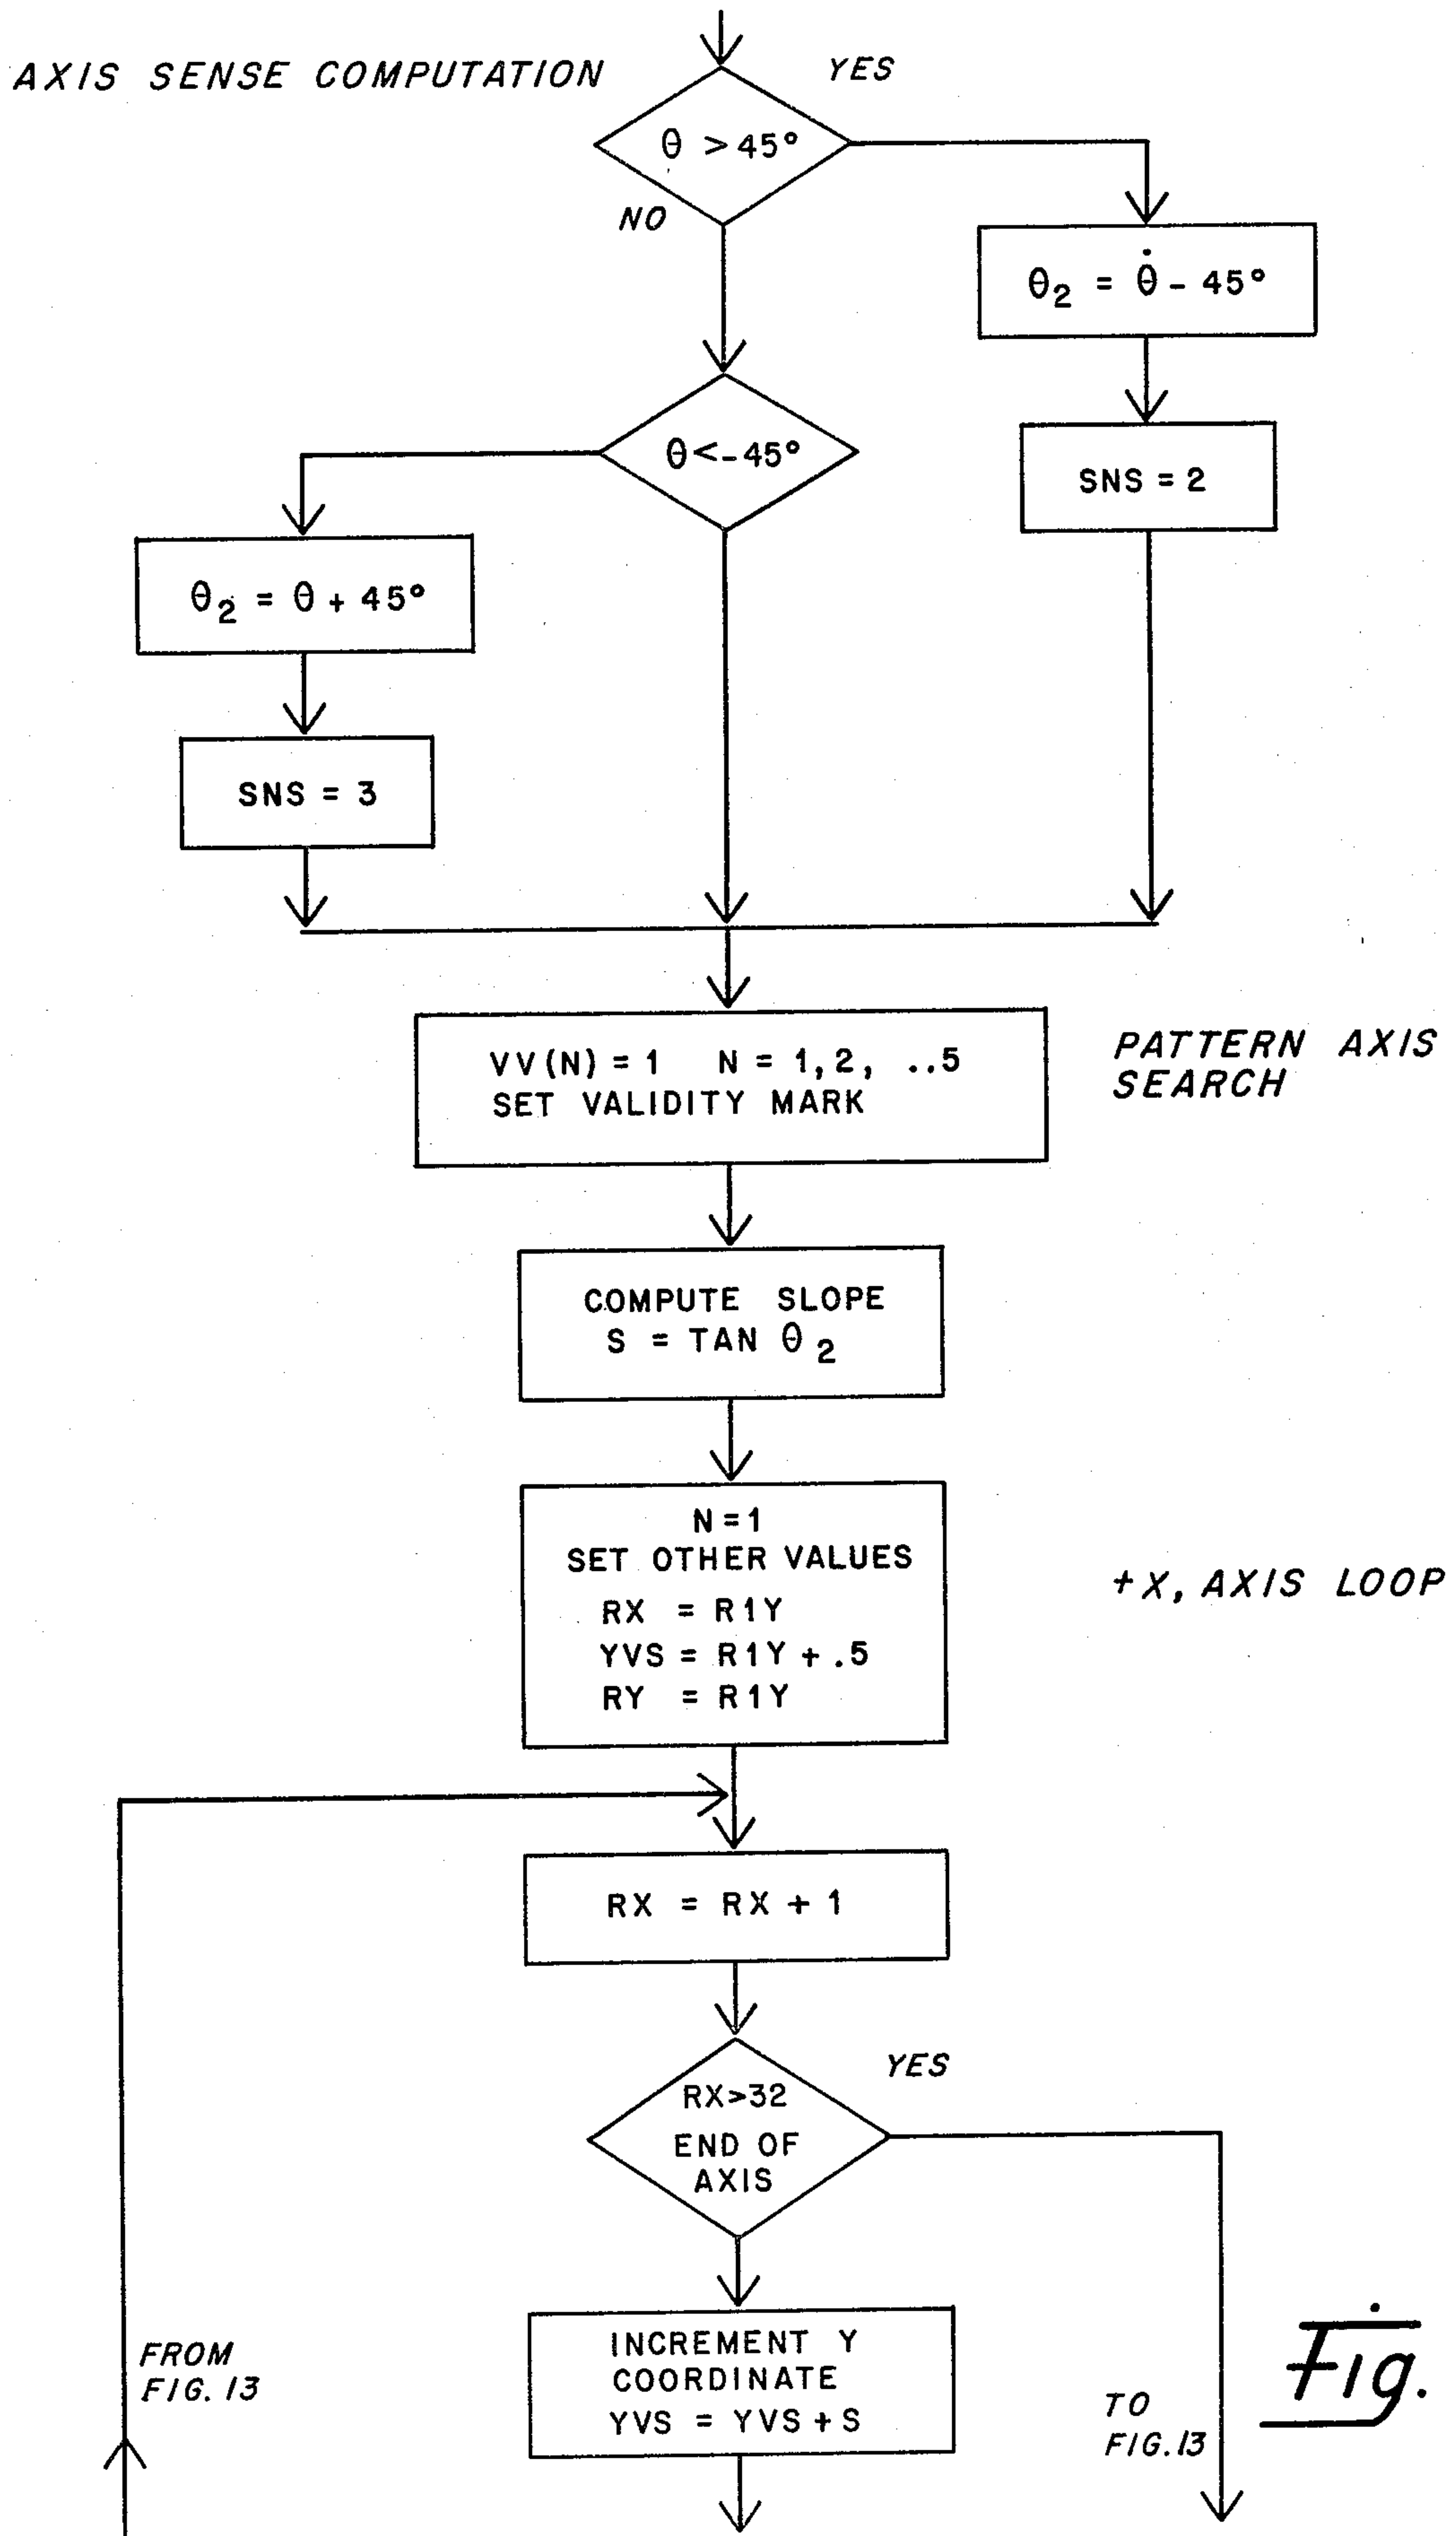 AXIS SENSE COMPUTATION
YES
θ > 45°
NO
θ₂ = θ - 45°
θ < -45°
SNS = 2
θ₂ = θ + 45°
SNS = 3
VV(N) = 1 N = 1, 2, ..5
SET VALIDITY MARK
PATTERN AXIS
SEARCH
COMPUTE SLOPE
S = TAN θ₂
N = 1
SET OTHER VALUES
RX = R1Y
YVS = R1Y + .5
RY = R1Y
+X, AXIS LOOP
RX = RX + 1
YES
RX>32
END OF
AXIS
INCREMENT Y
COORDINATE
YVS = YVS + S
FROM
FIG. 13
TO
FIG. 13
Fig.